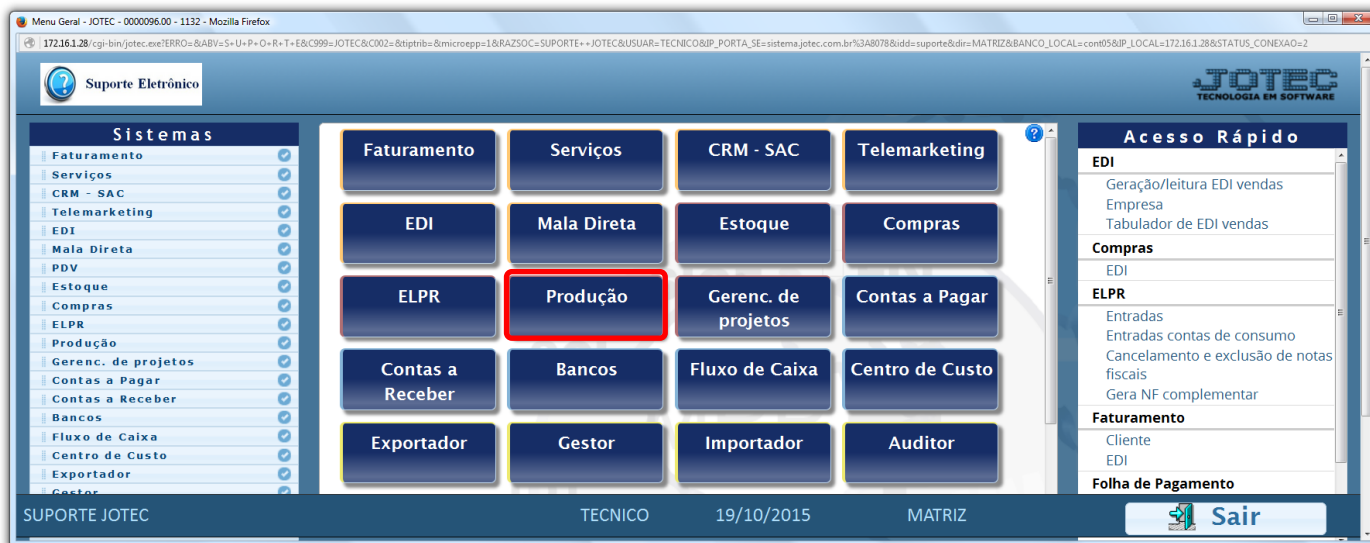 Menu Geral - JOTEC - 0000096.00 - 1132 - Mozilla Firefox
172.16.1.28/cgi-bin/jotec.exe?ERRO=&ABV=S+U+P+O+R+T+E&C999=JOTEC&C002=&tiptrib=&microepp=1&RAZSOC=SUPORTE++JOTEC&USUAR=TECNICO&IP_PORTA_SE=sistema.jotec.com.br%3A8078&idd=suporte&dir=MATRIZ&BANCO_LOCAL=cont05&IP_LOCAL=172.16.1.28&STATUS_CONEXAO=2
Suporte Eletrônico
JOTEC
TECNOLOGIA EM SOFTWARE
Sistemas
Faturamento
Serviços
CRM - SAC
Telemarketing
EDI
Mala Direta
PDV
Estoque
Compras
ELPR
Produção
Gerenc. de projetos
Contas a Pagar
Contas a Receber
Bancos
Fluxo de Caixa
Centro de Custo
Exportador
Gestor
Faturamento
Serviços
CRM - SAC
Telemarketing
EDI
Mala Direta
Estoque
Compras
ELPR
Produção
Gerenc. de
projetos
Contas a Pagar
Contas a
Receber
Bancos
Fluxo de Caixa
Centro de Custo
Exportador
Gestor
Importador
Auditor
Acesso Rápido
EDI
Geração/leitura EDI vendas
Empresa
Tabulador de EDI vendas
Compras
EDI
ELPR
Entradas
Entradas contas de consumo
Cancelamento e exclusão de notas
fiscais
Gera NF complementar
Faturamento
Cliente
EDI
Folha de Pagamento
SUPORTE JOTEC
TECNICO
19/10/2015
MATRIZ
Sair